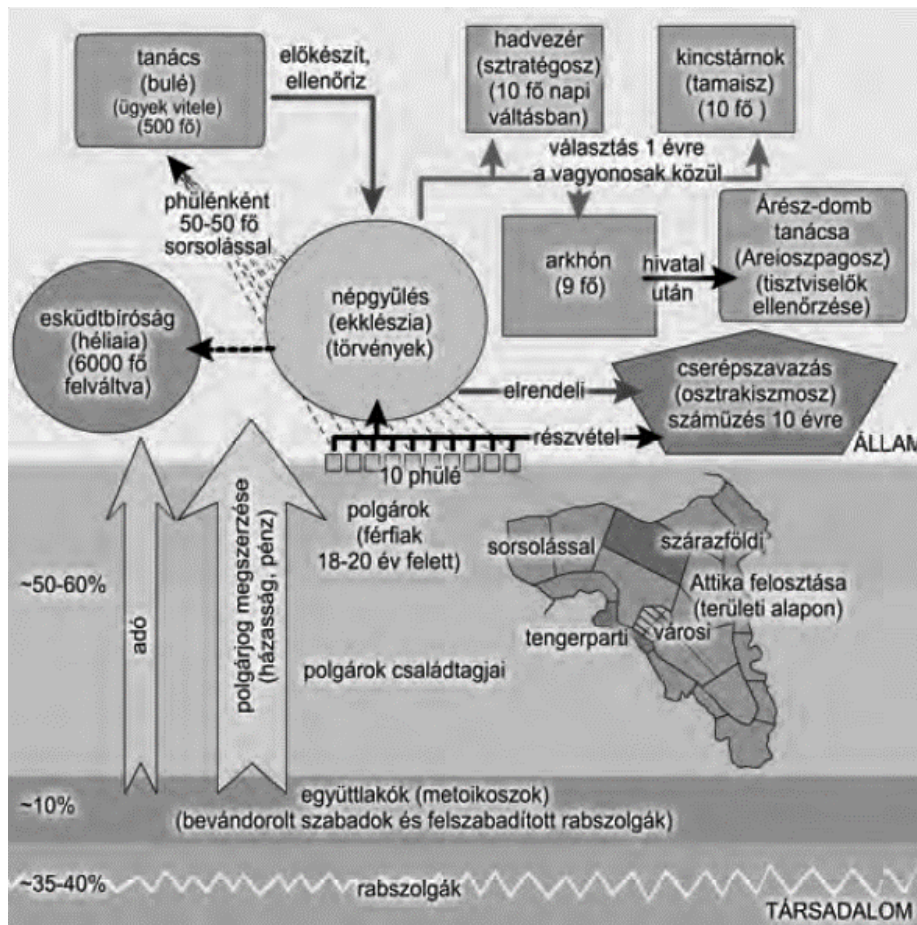 tanács
(bulé)
(ügyek vitele)
(500 fő)
előkészít,
ellenőriz
hadvezér
(sztratégosz)
(10 fő napi
váltásban)
kincstárnok
(tamaisz)
(10 fő )
választás 1 évre
a vagyonosak közül
phülénként
50-50 fő
sorsolással
népgyűlés
(ekklészia)
(törvények)
arkhón
(9 fő)
hivatal
után
Árész-domb
tanácsa
(Areioszpagosz)
(tisztviselők
ellenőrzése)
esküdtbíróság
(héliaia)
(6000 fő
felváltva)
elrendeli
cserépszavazás
(osztrakiszmosz)
száműzés 10 évre
részvétel
ÁLLAM
10 phülé
polgárok
(férfiak
18-20 év felett)
sorsolással
szárazföldi
Attika felosztása
(területi alapon)
tengerparti
városi
~50-60%
adó
polgárjog megszerzése
(házasság, pénz)
polgárok családtagjai
~10%
együttlakók (metoikoszok)
(bevándorolt szabadok és felszabadított rabszolgák)
~35-40%
rabszolgák
TÁRSADALOM